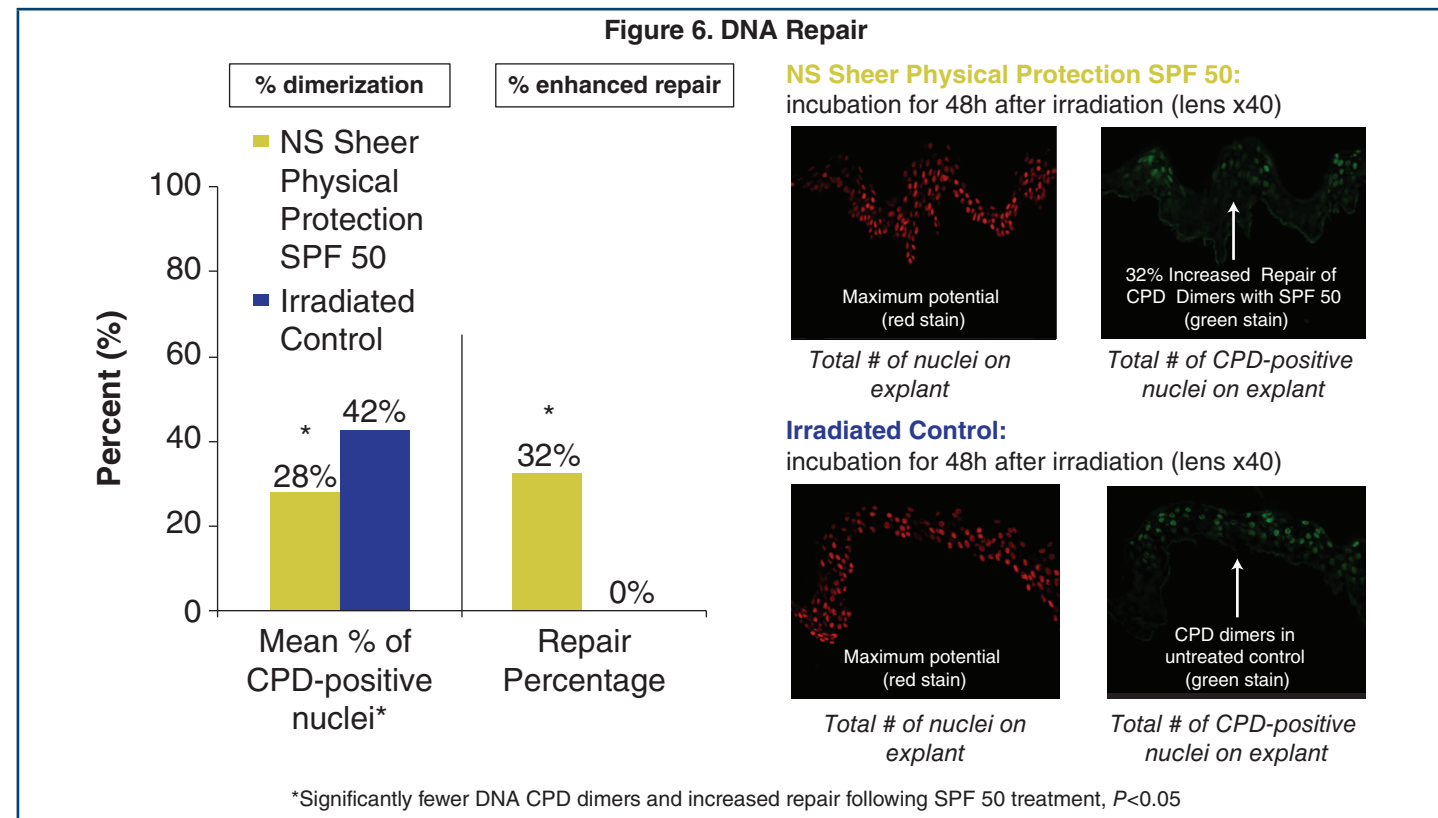 Figure 6. DNA Repair
% dimerization
% enhanced repair
NS Sheer
Physical
Protection
SPF 50
Irradiated
Control
Percent (%)
100
80
60
40
20
0
*
28%
42%
*
32%
0%
Mean % of
CPD-positive
nuclei*
Repair
Percentage
NS Sheer Physical Protection SPF 50:
incubation for 48h after irradiation (lens x40)
Maximum potential
(red stain)
Total # of nuclei on
explant
32% Increased Repair of
CPD Dimers with SPF 50
(green stain)
Total # of CPD-positive
nuclei on explant
Irradiated Control:
incubation for 48h after irradiation (lens x40)
Maximum potential
(red stain)
Total # of nuclei on
explant
CPD dimers in
untreated control
(green stain)
Total # of CPD-positive
nuclei on explant
*Significantly fewer DNA CPD dimers and increased repair following SPF 50 treatment, P<0.05